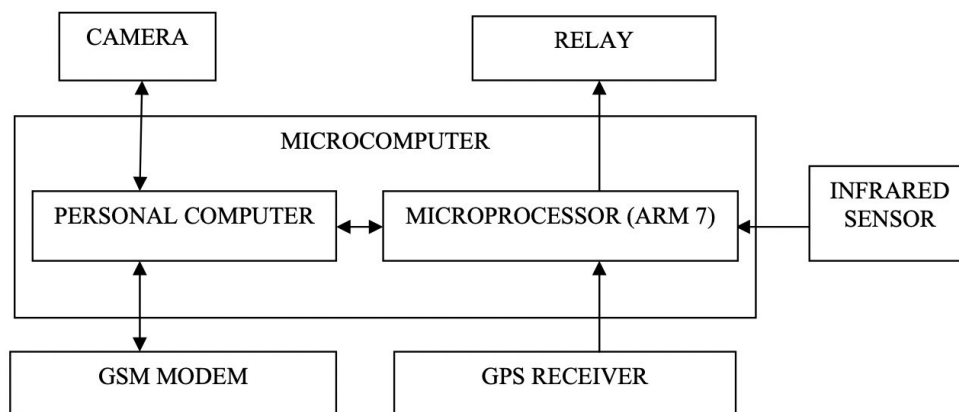 CAMERA
RELAY
MICROCOMPUTER
PERSONAL COMPUTER
MICROPROCESSOR (ARM 7)
INFRARED
SENSOR
GSM MODEM
GPS RECEIVER